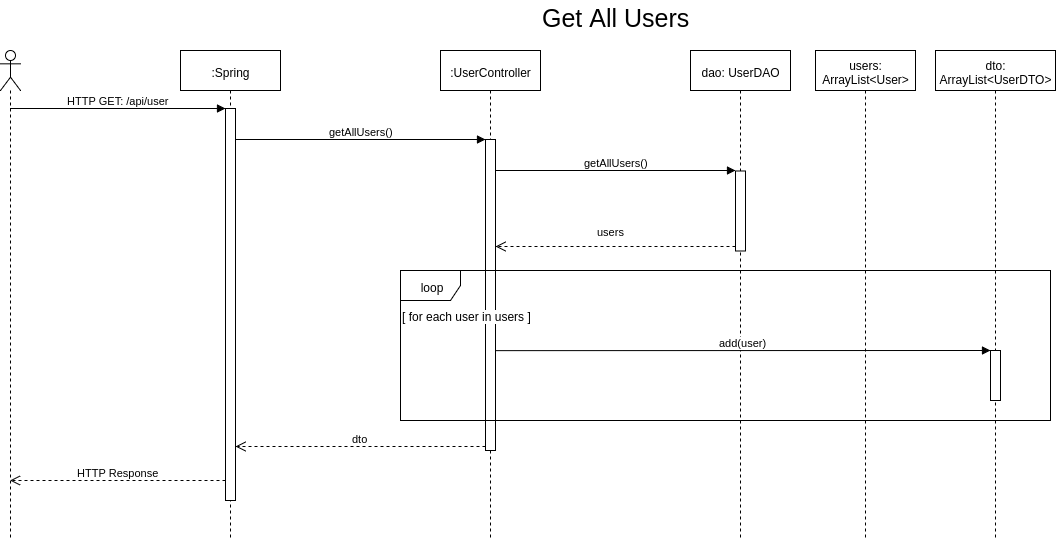 Get All Users
:Spring
:UserController
dao: UserDAO
users:
ArrayList<User>
dto:
ArrayList<UserDTO>
HTTP GET: /api/user
getAllUsers()
getAllUsers()
users
loop
[ for each user in users ]
add(user)
dto
HTTP Response